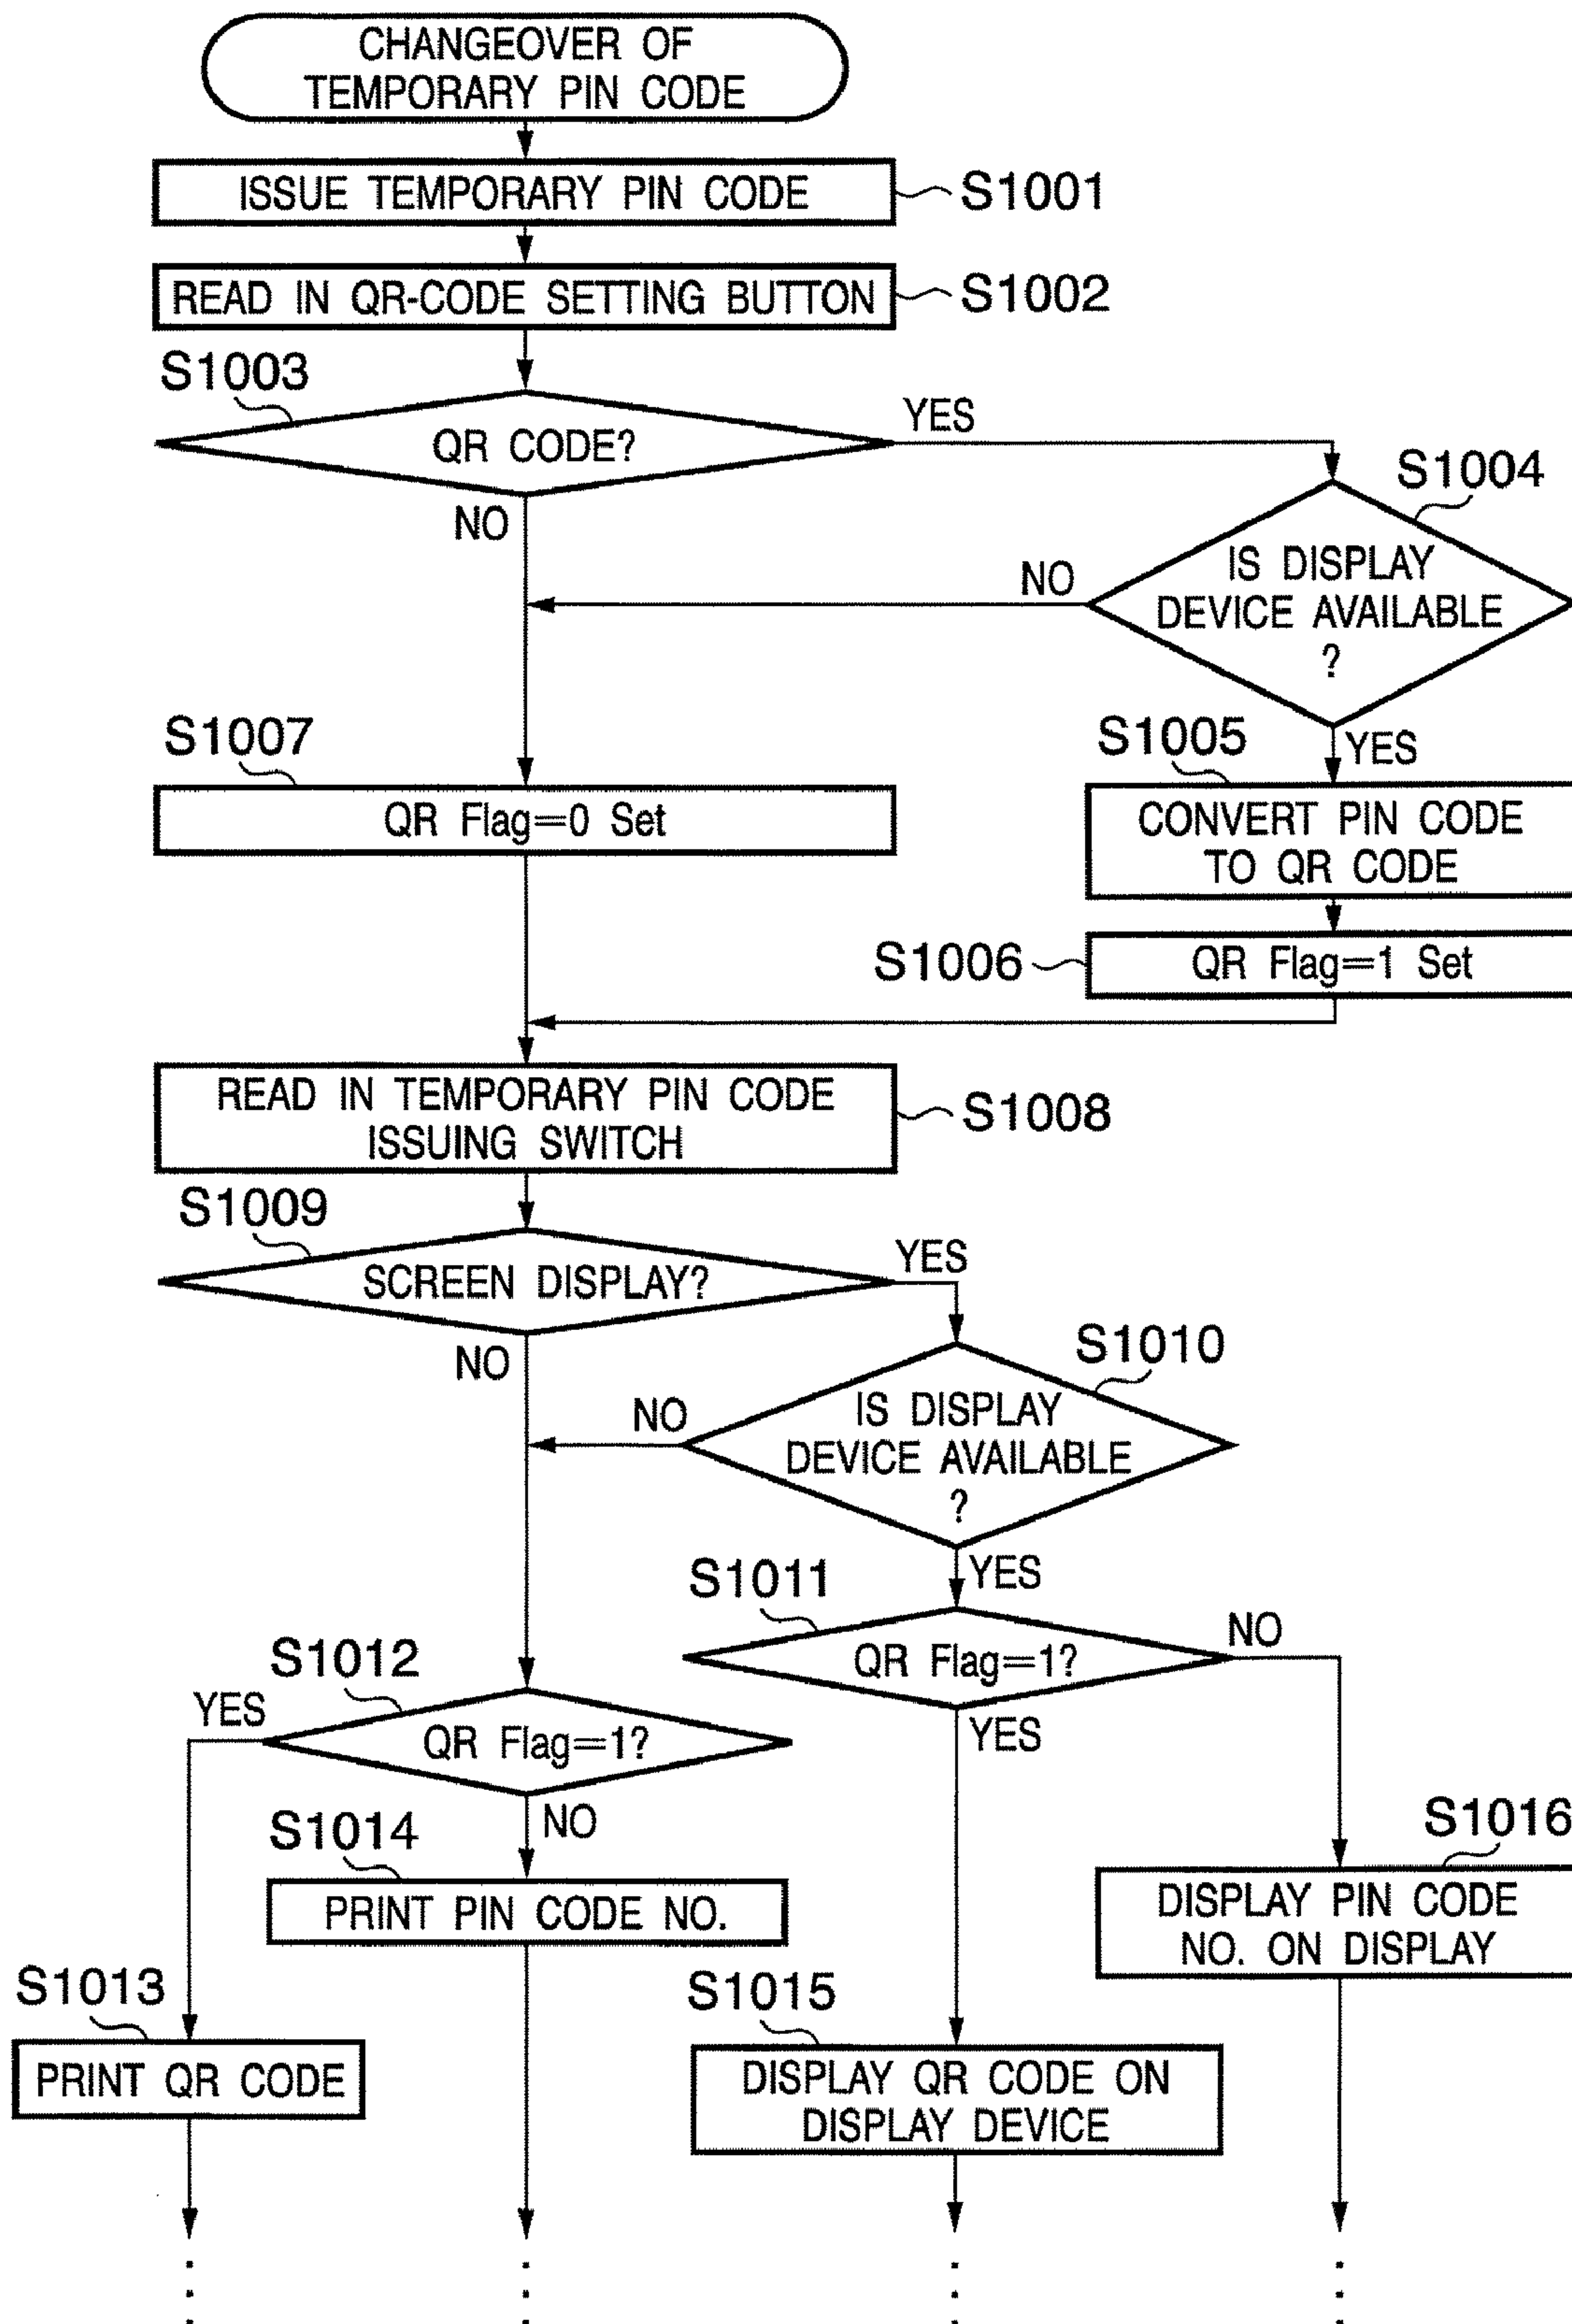 CHANGEOVER OF
TEMPORARY PIN CODE
ISSUE TEMPORARY PIN CODE
S1001
READ IN QR-CODE SETTING BUTTON
S1002
S1003
QR CODE?
YES
NO
S1004
IS DISPLAY
DEVICE AVAILABLE
?
NO
YES
S1007
QR Flag=0 Set
S1005
CONVERT PIN CODE
TO QR CODE
S1006
QR Flag=1 Set
READ IN TEMPORARY PIN CODE
ISSUING SWITCH
S1008
S1009
SCREEN DISPLAY?
YES
NO
S1010
IS DISPLAY
DEVICE AVAILABLE
?
NO
YES
S1011
QR Flag=1?
NO
YES
S1012
QR Flag=1?
YES
NO
S1014
PRINT PIN CODE NO.
S1016
DISPLAY PIN CODE
NO. ON DISPLAY
S1013
PRINT QR CODE
S1015
DISPLAY QR CODE ON
DISPLAY DEVICE